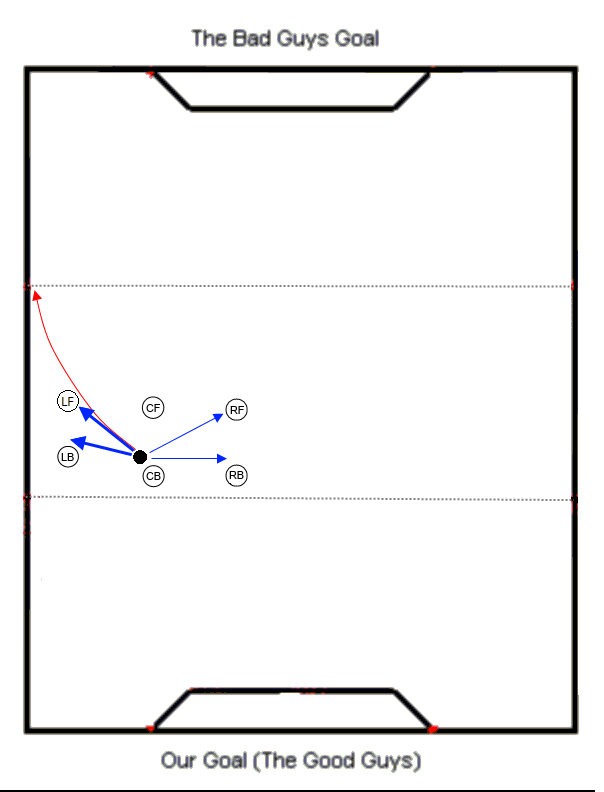 The Bad Guys Goal
LF
CF
RF
LB
CB
RB
Our Goal (The Good Guys)